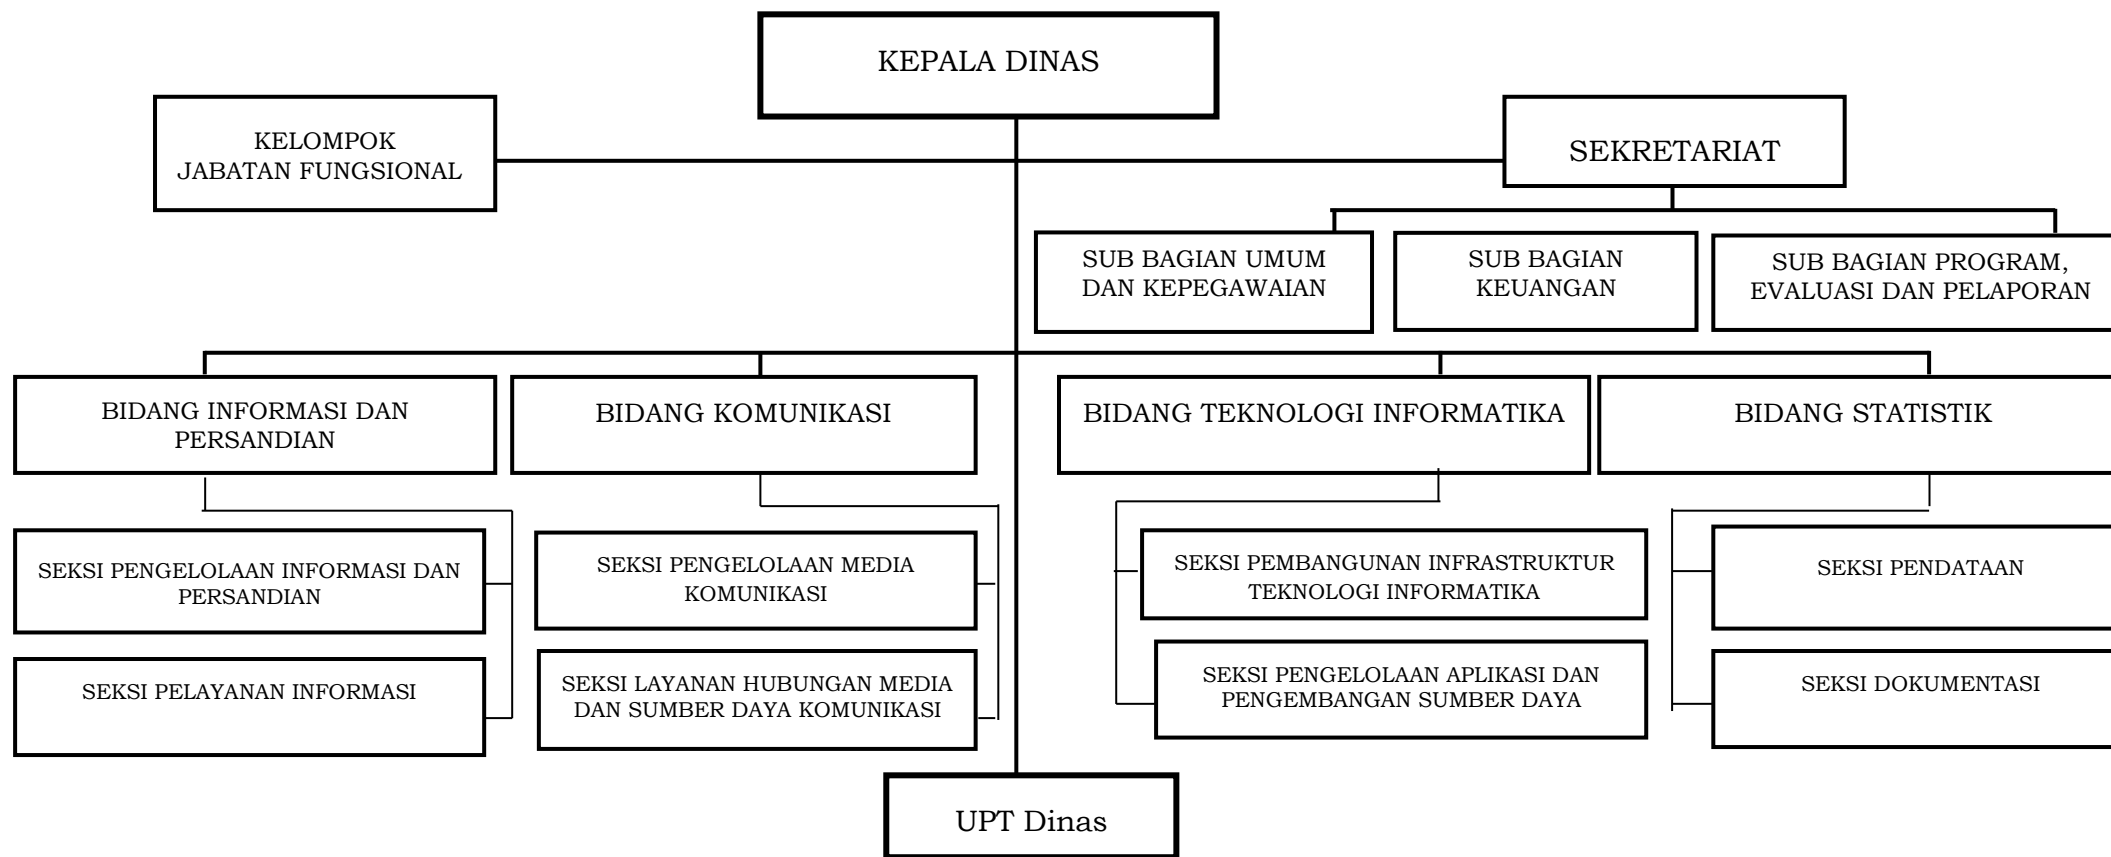 KEPALA DINAS
KELOMPOK
JABATAN FUNGSIONAL
SEKRETARIAT
SUB BAGIAN UMUM
DAN KEPEGAWAIAN
SUB BAGIAN
KEUANGAN
SUB BAGIAN PROGRAM,
EVALUASI DAN PELAPORAN
BIDANG INFORMASI DAN
PERSANDIAN
BIDANG KOMUNIKASI
BIDANG TEKNOLOGI INFORMATIKA
BIDANG STATISTIK
SEKSI PENGELOLAAN INFORMASI DAN
PERSANDIAN
SEKSI PENGELOLAAN MEDIA
KOMUNIKASI
SEKSI PEMBANGUNAN INFRASTRUKTUR
TEKNOLOGI INFORMATIKA
SEKSI PENDATAAN
SEKSI PELAYANAN INFORMASI
SEKSI LAYANAN HUBUNGAN MEDIA
DAN SUMBER DAYA KOMUNIKASI
SEKSI PENGELOLAAN APLIKASI DAN
PENGEMBANGAN SUMBER DAYA
SEKSI DOKUMENTASI
UPT Dinas